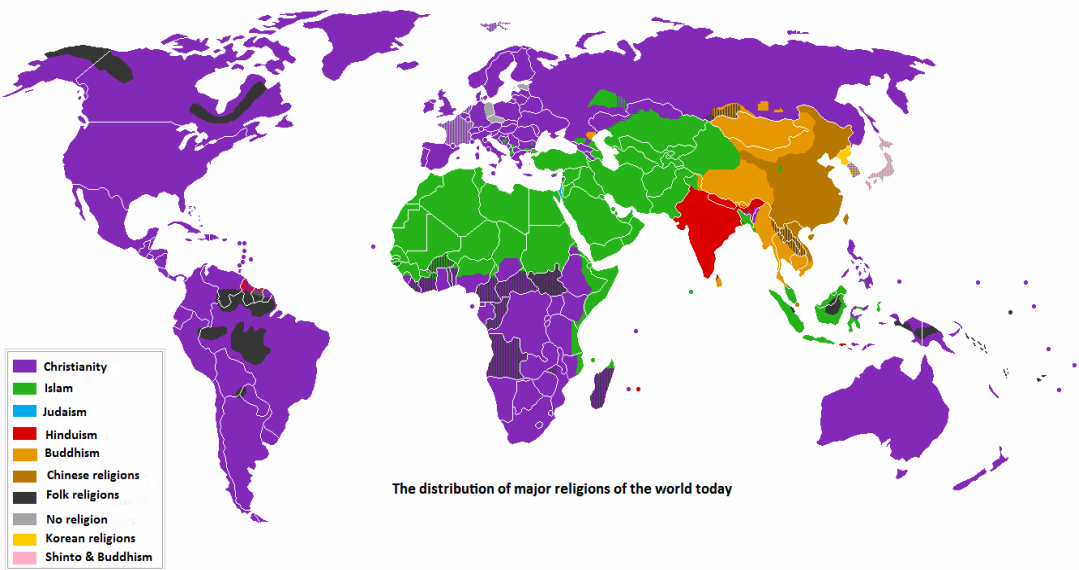 Christianity
Islam
Judaism
Hinduism
Buddhism
Chinese religions
Folk religions
No religion
Korean religions
Shinto & Buddhism
The distribution of major religions of the world today